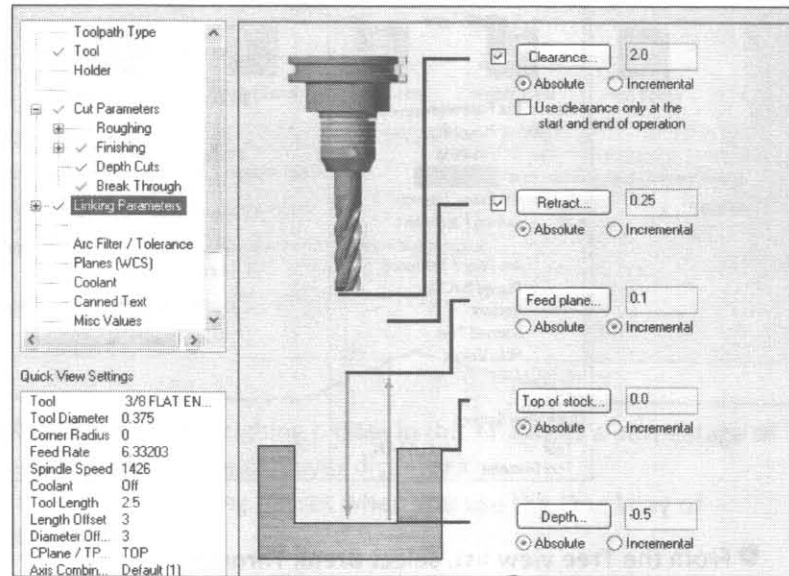 Toolpath Type
Tool
Holder
Cut Parameters
Roughing
Finishing
Depth Cuts
Break Through
Linking Parameters
Arc Filter / Tolerance
Planes (WCS)
Coolant
Canned Text
Misc Values
Quick View Settings
Tool 3/8 FLAT EN...
Tool Diameter 0.375
Corner Radius 0
Feed Rate 6.33203
Spindle Speed 1426
Coolant Off
Tool Length 2.5
Length Offset 3
Diameter Off... 3
CPlane / TP... TOP
Axis Combin... Default (1)
Clearance... 2.0
Absolute Incremental
Use clearance only at the
start and end of operation
Retract... 0.25
Absolute Incremental
Feed plane... 0.1
Absolute Incremental
Top of stock... 0.0
Absolute Incremental
Depth... -0.5
Absolute Incremental